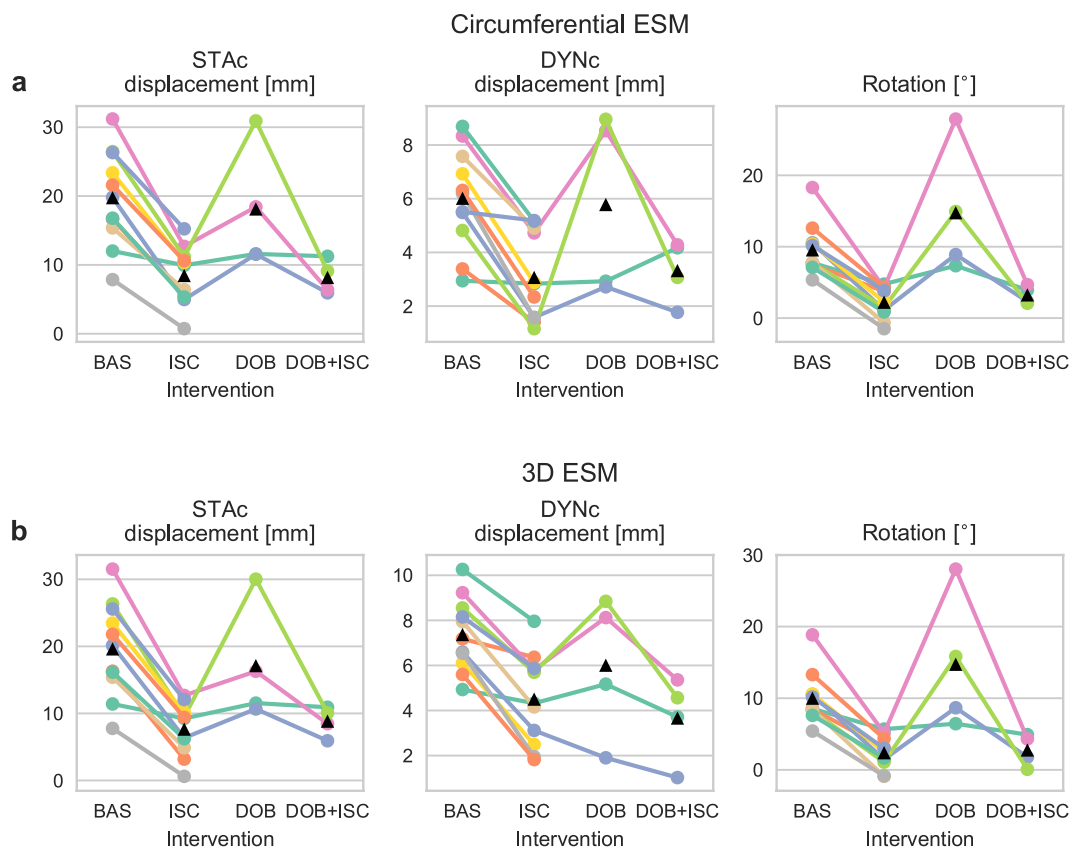 Circumferential ESM
a
STAc
displacement [mm]
DYNc
displacement [mm]
Rotation [°]
30
20
10
0
8
6
4
2
20
10
0
BAS ISC DOB DOB+ISC
BAS ISC DOB DOB+ISC
BAS ISC DOB DOB+ISC
Intervention
Intervention
Intervention
3D ESM
b
STAc
displacement [mm]
DYNc
displacement [mm]
Rotation [°]
30
20
10
0
10
8
6
4
2
30
20
10
0
BAS ISC DOB DOB+ISC
BAS ISC DOB DOB+ISC
BAS ISC DOB DOB+ISC
Intervention
Intervention
Intervention